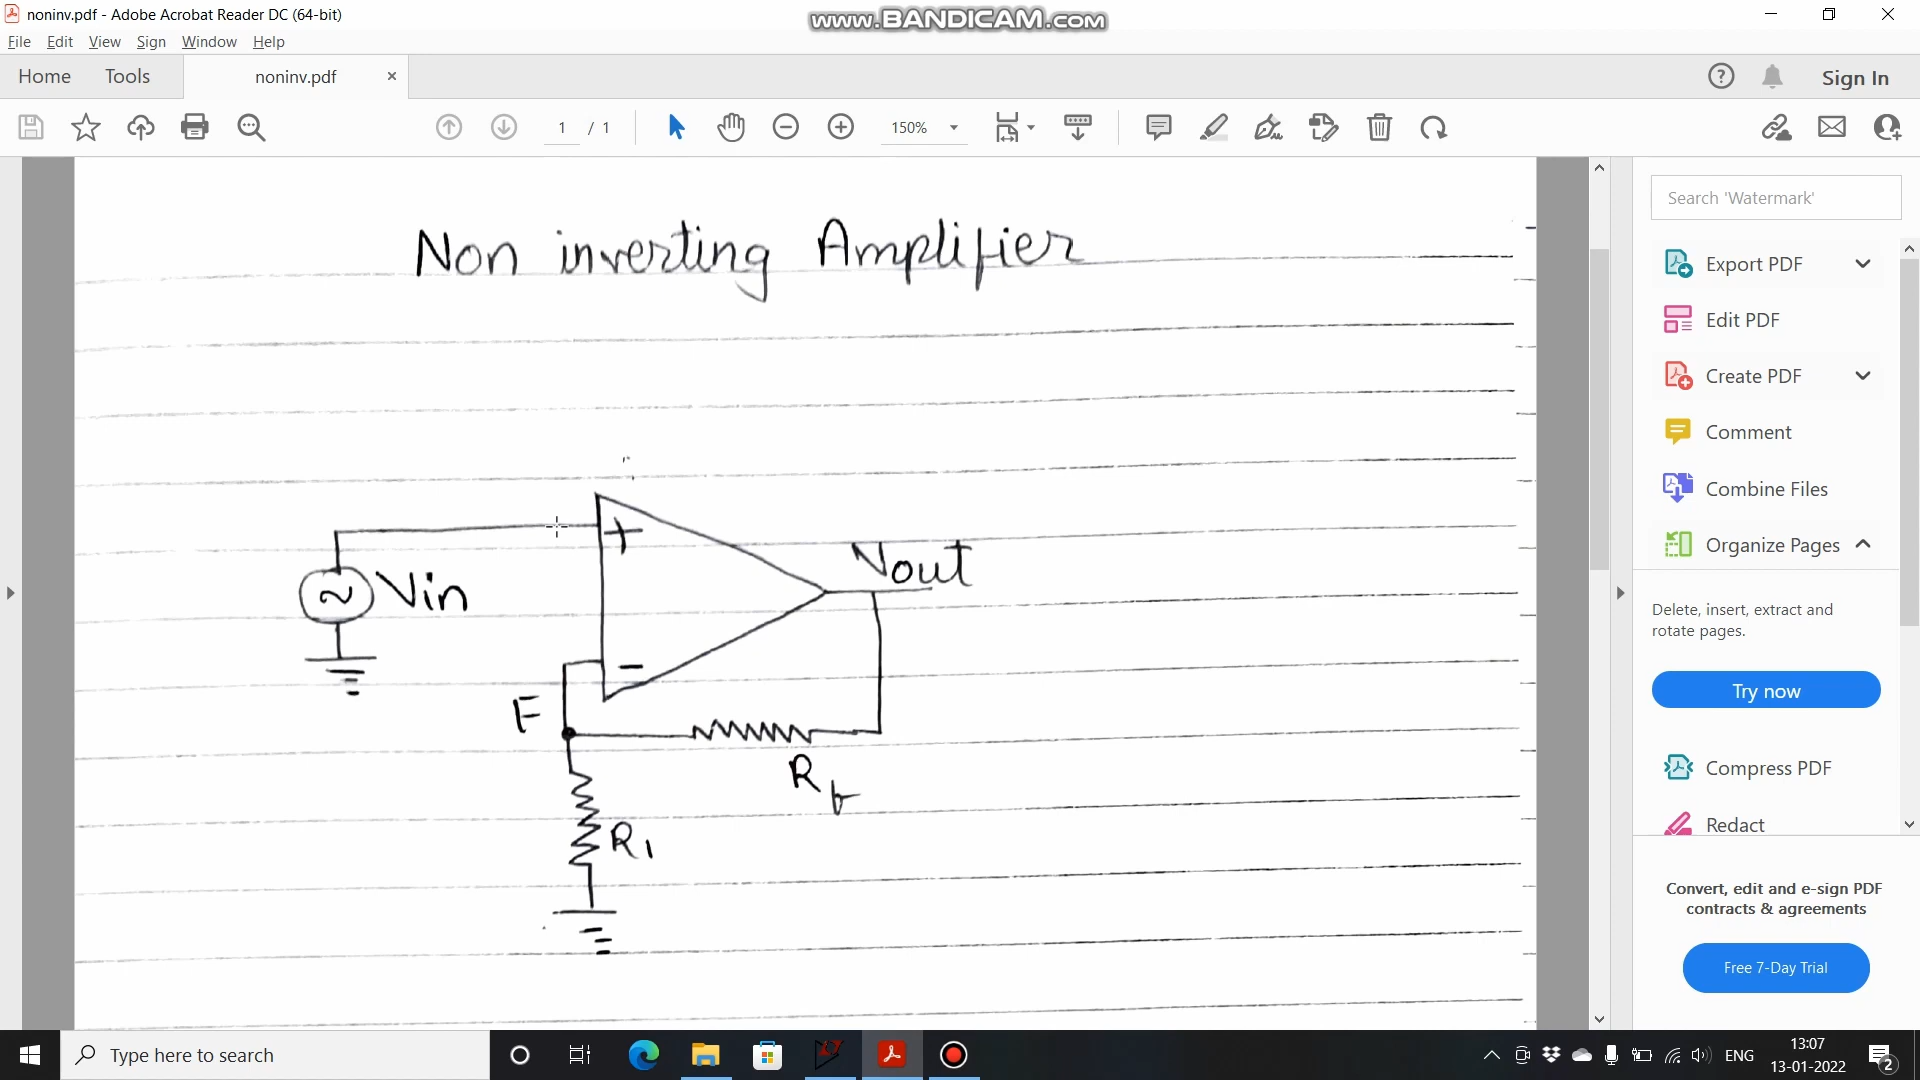 noninv.pdf - Adobe Acrobat Reader DC (64-bit)
www.BANDICAM.com
File Edit View Sign Window Help
Home Tools noninv.pdf × Sign In
1 / 1 150%
Search 'Watermark'
Non inverting Amplifier
Export PDF
Edit PDF
Create PDF
Comment
Combine Files
Organize Pages
Delete, insert, extract and
rotate pages.
Try now
Compress PDF
Redact
Convert, edit and e-sign PDF
contracts & agreements
Free 7-Day Trial
+
Vout
~ Vin
-
F
Rf
R1
Type here to search
ENG
13:07
13-01-2022
2